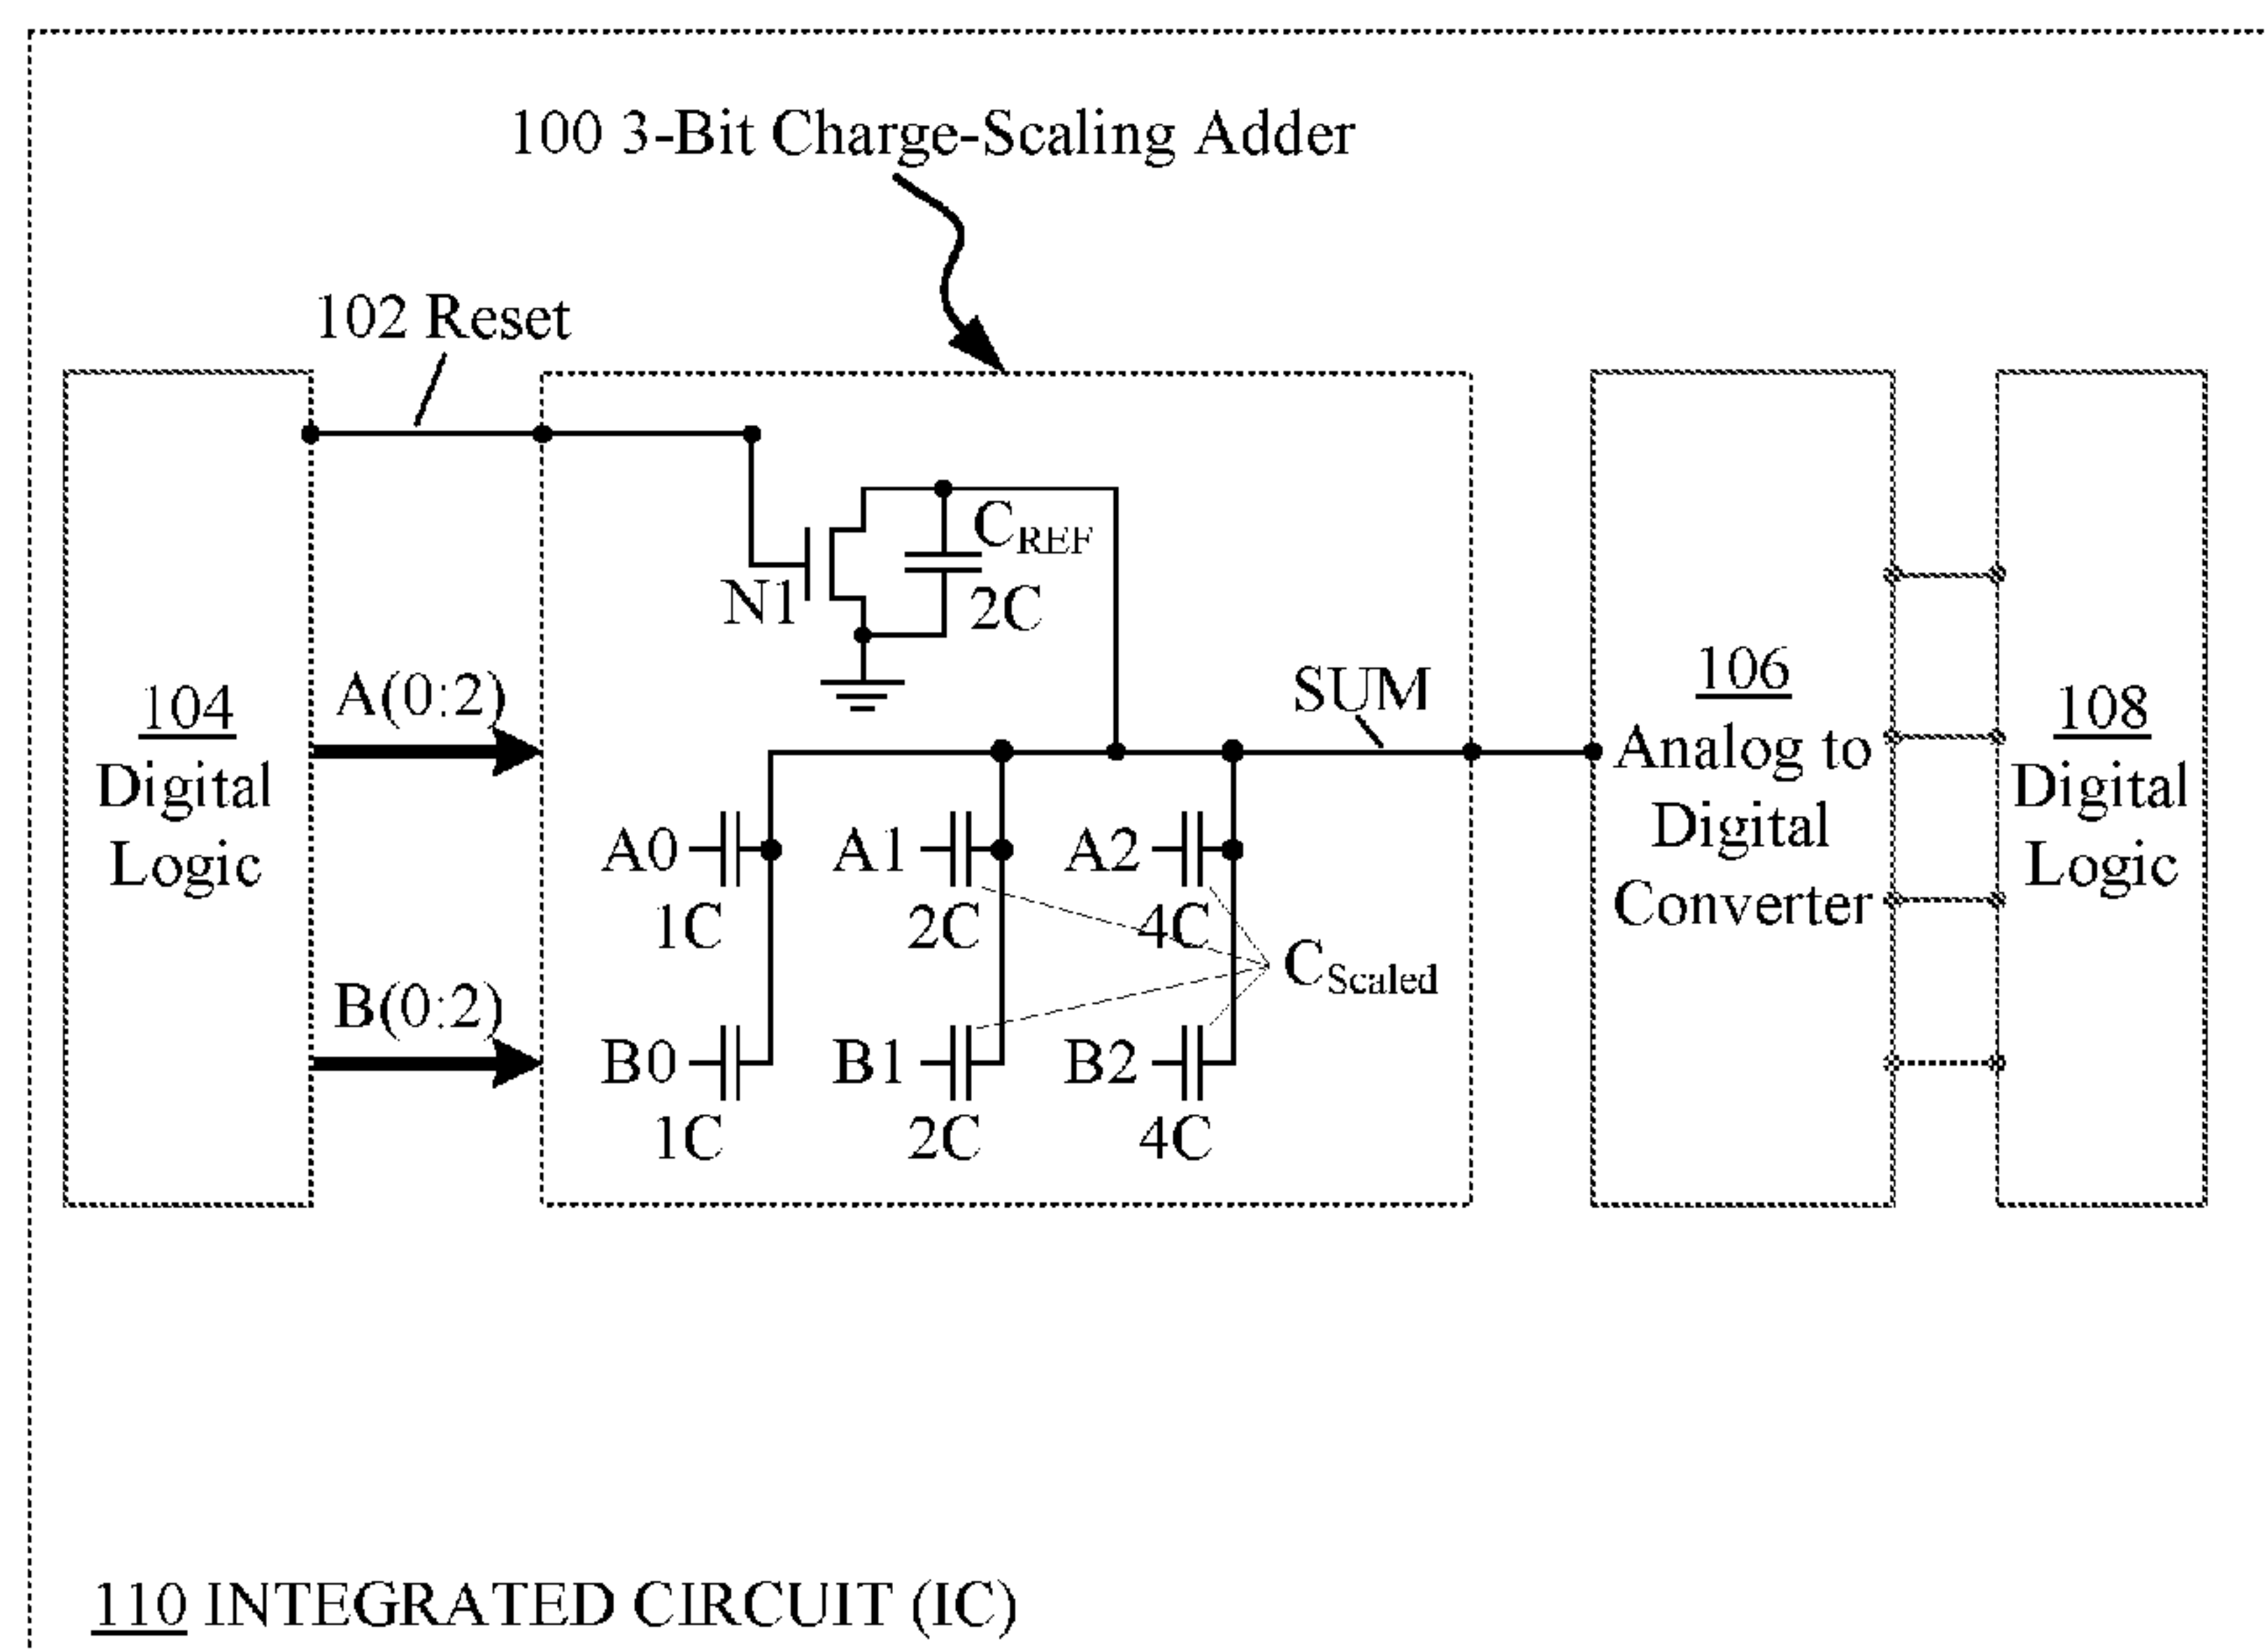 100 3-Bit Charge-Scaling Adder
102 Reset
CREF
N1
2C
104
Digital
Logic
A(0:2)
B(0:2)
SUM
A0
1C
A1
2C
A2
4C
CScaled
B0
1C
B1
2C
B2
4C
106
Analog to
Digital
Converter
108
Digital
Logic
110 INTEGRATED CIRCUIT (IC)